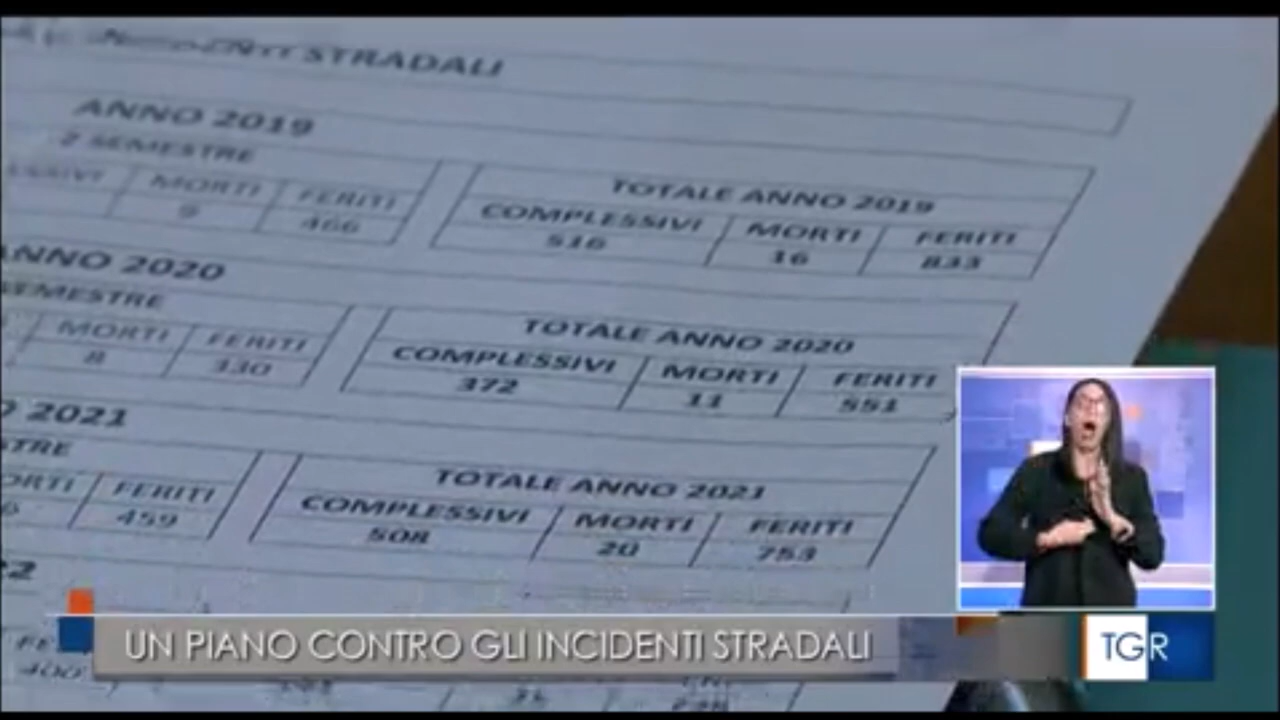 STRADALI
ANNO 2019
2 SEMESTRE
MORTI FERITI
9 466
TOTALE ANNO 2019
COMPLESSIVI MORTI FERITI
516 16 833
ANNO 2020
SEMESTRE
MORTI FERITI
8 330
TOTALE ANNO 2020
COMPLESSIVI MORTI FERITI
372 11 551
2021
FERITI
459
TOTALE ANNO 2021
COMPLESSIVI MORTI FERITI
508 20 753
UN PIANO CONTRO GLI INCIDENTI STRADALI
TGR